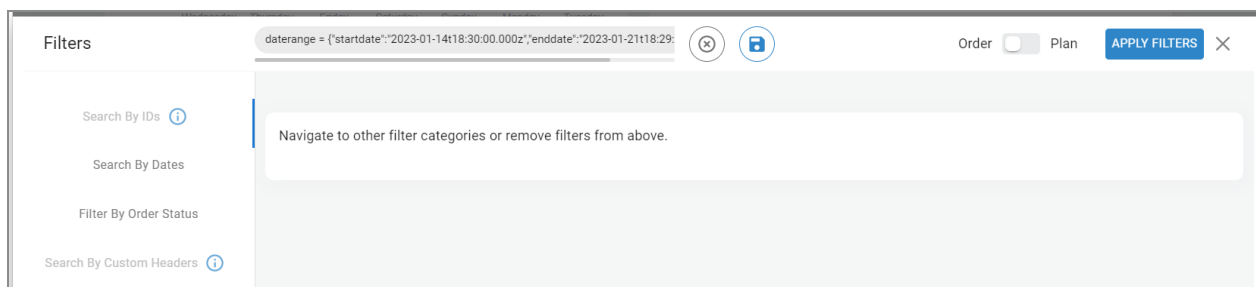 Filters
daterange = {"startdate":"2023-01-14t18:30:00.000z","enddate":"2023-01-21t18:29:
Order Plan
APPLY FILTERS
Search By IDs
Search By Dates
Filter By Order Status
Search By Custom Headers
Navigate to other filter categories or remove filters from above.